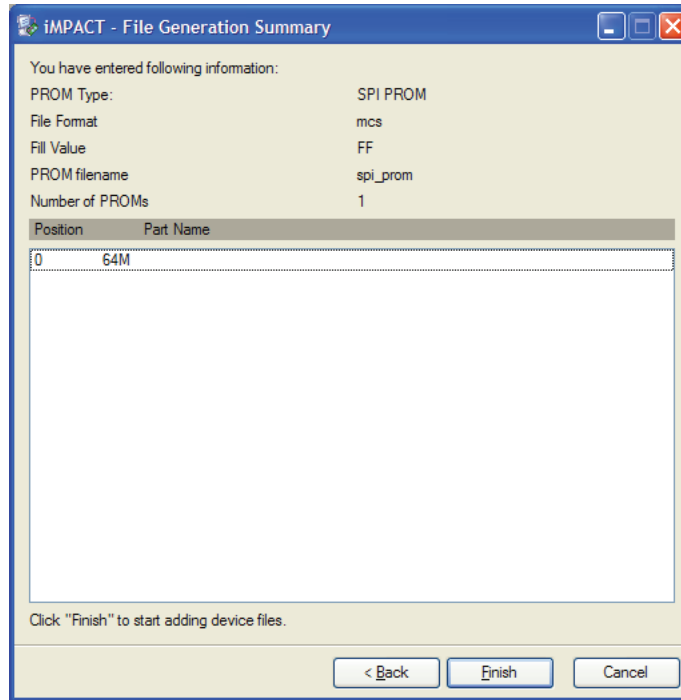 iMPACT - File Generation Summary
You have entered following information:
PROM Type: SPI PROM
File Format mcs
Fill Value FF
PROM filename spi_prom
Number of PROMs 1
Position Part Name
0 64M
Click "Finish" to start adding device files.
< Back Finish Cancel